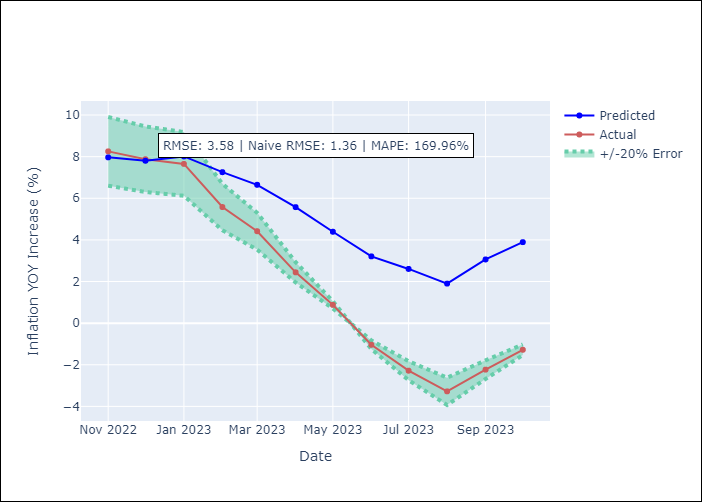 RMSE: 3.58 | Naive RMSE: 1.36 | MAPE: 169.96%
Predicted
Actual
+/-20% Error
Inflation YOY Increase (%)
10
8
6
4
2
0
−2
−4
Nov 2022 Jan 2023 Mar 2023 May 2023 Jul 2023 Sep 2023
Date